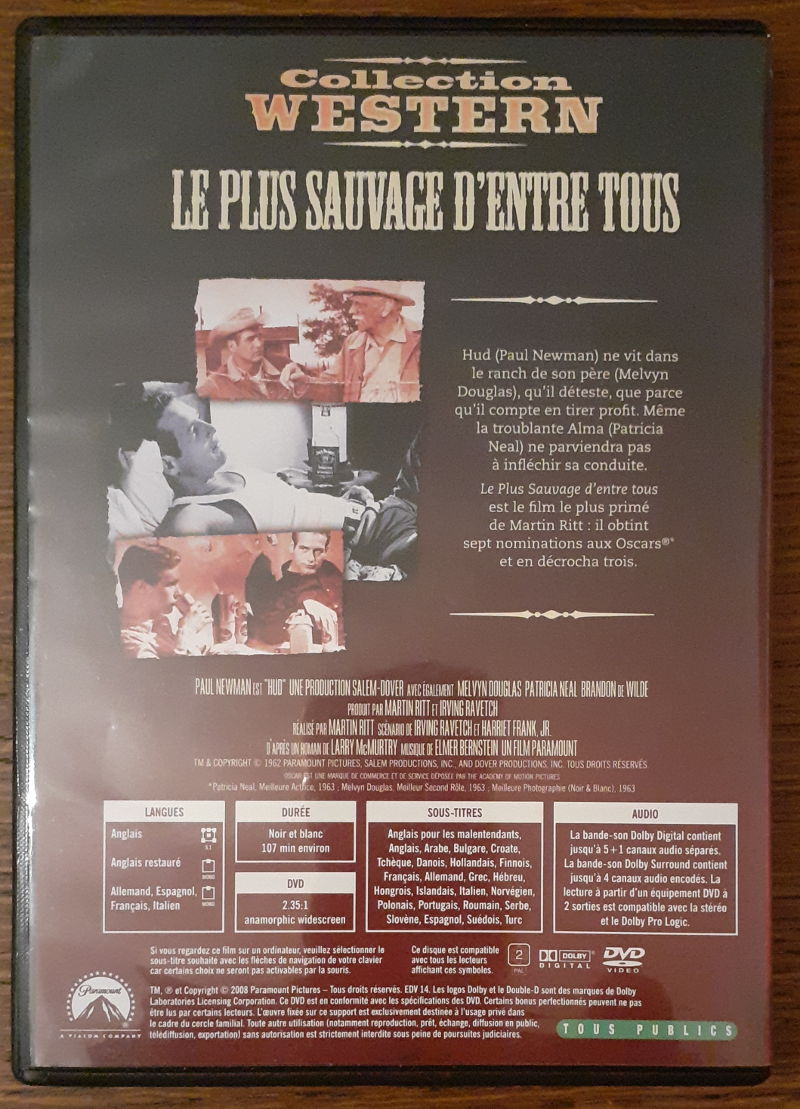 Collection
WESTERN
LE PLUS SAUVAGE D'ENTRE TOUS
Hud (Paul Newman) ne vit dans
le ranch de son père (Melvyn
Douglas), qu'il déteste, que parce
qu'il compte en tirer profit. Même
la troublante Alma (Patricia
Neal) ne parviendra pas
à infléchir sa conduite.
Le Plus Sauvage d'entre tous
est le film le plus primé
de Martin Ritt : il obtint
sept nominations aux Oscars®*
et en décrocha trois.
PAUL NEWMAN EST "HUD" UNE PRODUCTION SALEM-DOVER AVEC ÉGALEMENT MELVYN DOUGLAS PATRICIA NEAL BRANDON DE WILDE
PRODUIT PAR MARTIN RITT ET IRVING RAVETCH
RÉALISÉ PAR MARTIN RITT SCÉNARIO DE IRVING RAVETCH ET HARRIET FRANK, JR.
D'APRÈS UN ROMAN DE LARRY McMURTRY MUSIQUE DE ELMER BERNSTEIN UN FILM PARAMOUNT
TM & COPYRIGHT © 1962 PARAMOUNT PICTURES, SALEM PRODUCTIONS, INC., AND DOVER PRODUCTIONS, INC. TOUS DROITS RÉSERVÉS.
OSCAR EST UNE MARQUE DE COMMERCE ET DE SERVICE DÉPOSÉE PAR THE ACADEMY OF MOTION PICTURES
*Patricia Neal, Meilleure Actrice, 1963 ; Melvyn Douglas, Meilleur Second Rôle, 1963 ; Meilleure Photographie (Noir & Blanc), 1963
LANGUES
Anglais
5.1
Anglais restauré
MONO
Allemand, Espagnol,
Français, Italien
MONO
DURÉE
Noir et blanc
107 min environ
DVD
2.35:1
anamorphic widescreen
SOUS-TITRES
Anglais pour les malentendants,
Anglais, Arabe, Bulgare, Croate,
Tchèque, Danois, Hollandais, Finnois,
Français, Allemand, Grec, Hébreu,
Hongrois, Islandais, Italien, Norvégien,
Polonais, Portugais, Roumain, Serbe,
Slovène, Espagnol, Suédois, Turc
AUDIO
La bande-son Dolby Digital contient
jusqu'à 5+1 canaux audio séparés.
La bande-son Dolby Surround contient
jusqu'à 4 canaux audio encodés. La
lecture à partir d'un équipement DVD à
2 sorties est compatible avec la stéréo
et le Dolby Pro Logic.
Si vous regardez ce film sur un ordinateur, veuillez sélectionner le
sous-titre souhaité avec les flèches de navigation de votre clavier
car certains choix ne seront pas activables par la souris.
Ce disque est compatible
avec tous les lecteurs
affichant ces symboles.
2
PAL
DOLBY
DIGITAL
DVD
VIDEO
Paramount
A VIACOM COMPANY
TM, ® et Copyright © 2008 Paramount Pictures – Tous droits réservés. EDV 14. Les logos Dolby et le Double-D sont des marques de Dolby
Laboratories Licensing Corporation. Ce DVD est en conformité avec les spécifications des DVD. Certains bonus perfectionnés peuvent ne pas
être lus par certains lecteurs. L'œuvre fixée sur ce support est exclusivement destinée à l'usage privé dans
le cadre du cercle familial. Toute autre utilisation (notamment reproduction, prêt, échange, diffusion en public,
télédiffusion, exportation) sans autorisation est strictement interdite sous peine de poursuites judiciaires.
TOUS PUBLICS